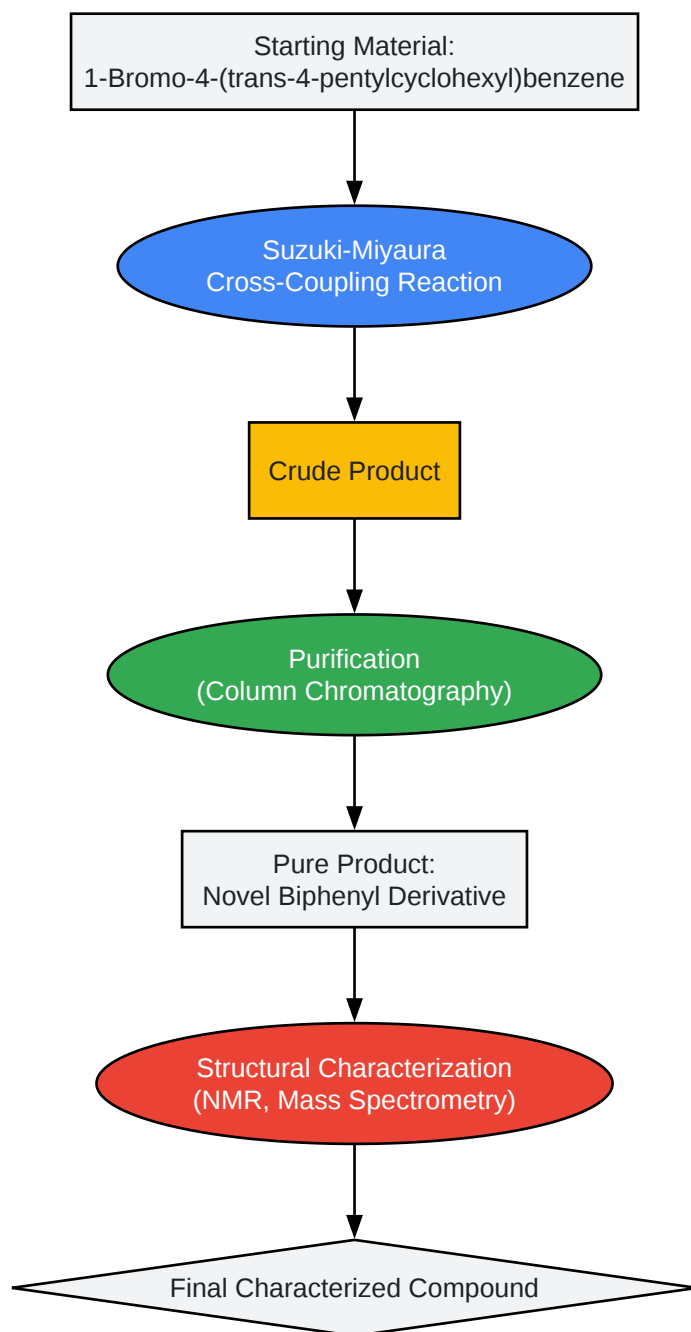 Starting Material:
1-Bromo-4-(trans-4-pentylcyclohexyl)benzene
Suzuki-Miyaura
Cross-Coupling Reaction
Crude Product
Purification
(Column Chromatography)
Pure Product:
Novel Biphenyl Derivative
Structural Characterization
(NMR, Mass Spectrometry)
Final Characterized Compound